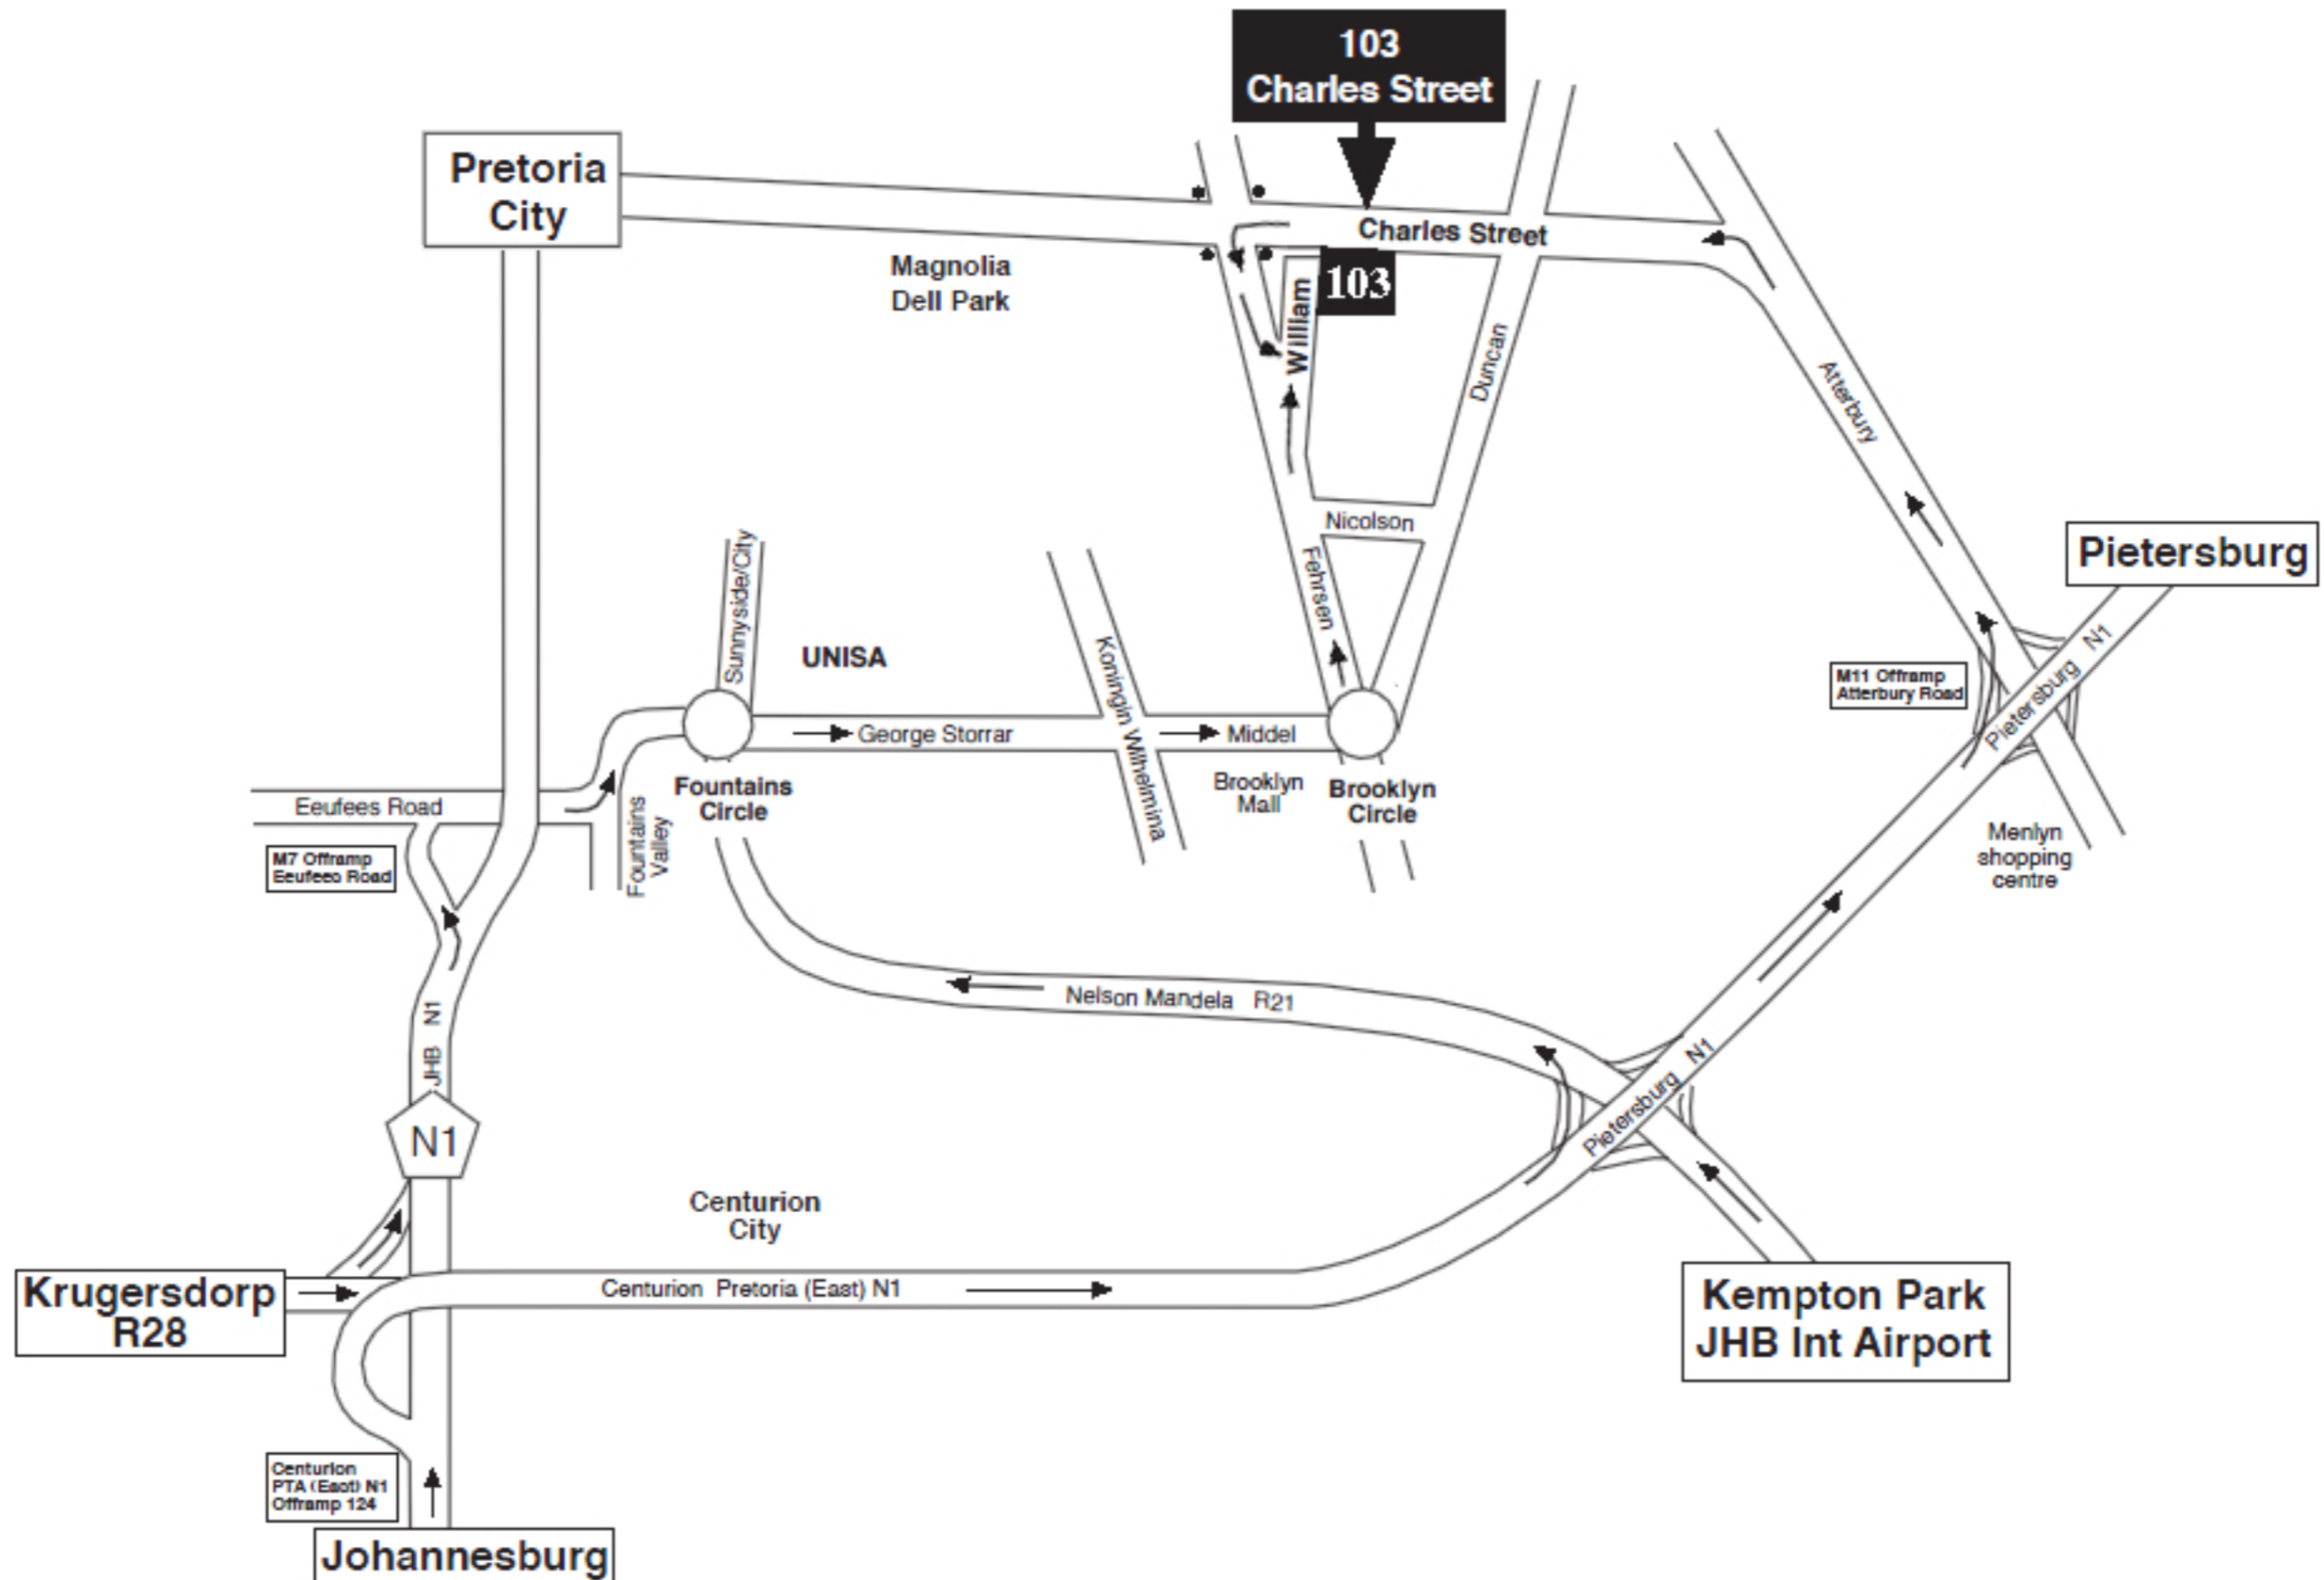 103
Charles Street
Pretoria
City
Charles Street
Magnolia
Dell Park
103
William
Duncan
Atterbury
Nicolson
Pietersburg
Sunnyside/City
Fehrsen
UNISA
Koningin Wilhelmina
Pietersburg N1
M11 Offramp
Atterbury Road
George Storrar
Middel
Fountains
Circle
Brooklyn
Mall
Brooklyn
Circle
Eeufees Road
Fountains
Valley
Menlyn
shopping
centre
M7 Offramp
Eeufees Road
Nelson Mandela R21
JHB N1
Pietersburg N1
N1
Centurion
City
Krugersdorp
R28
Centurion Pretoria (East) N1
Kempton Park
JHB Int Airport
Centurion
PTA (East) N1
Offramp 124
Johannesburg